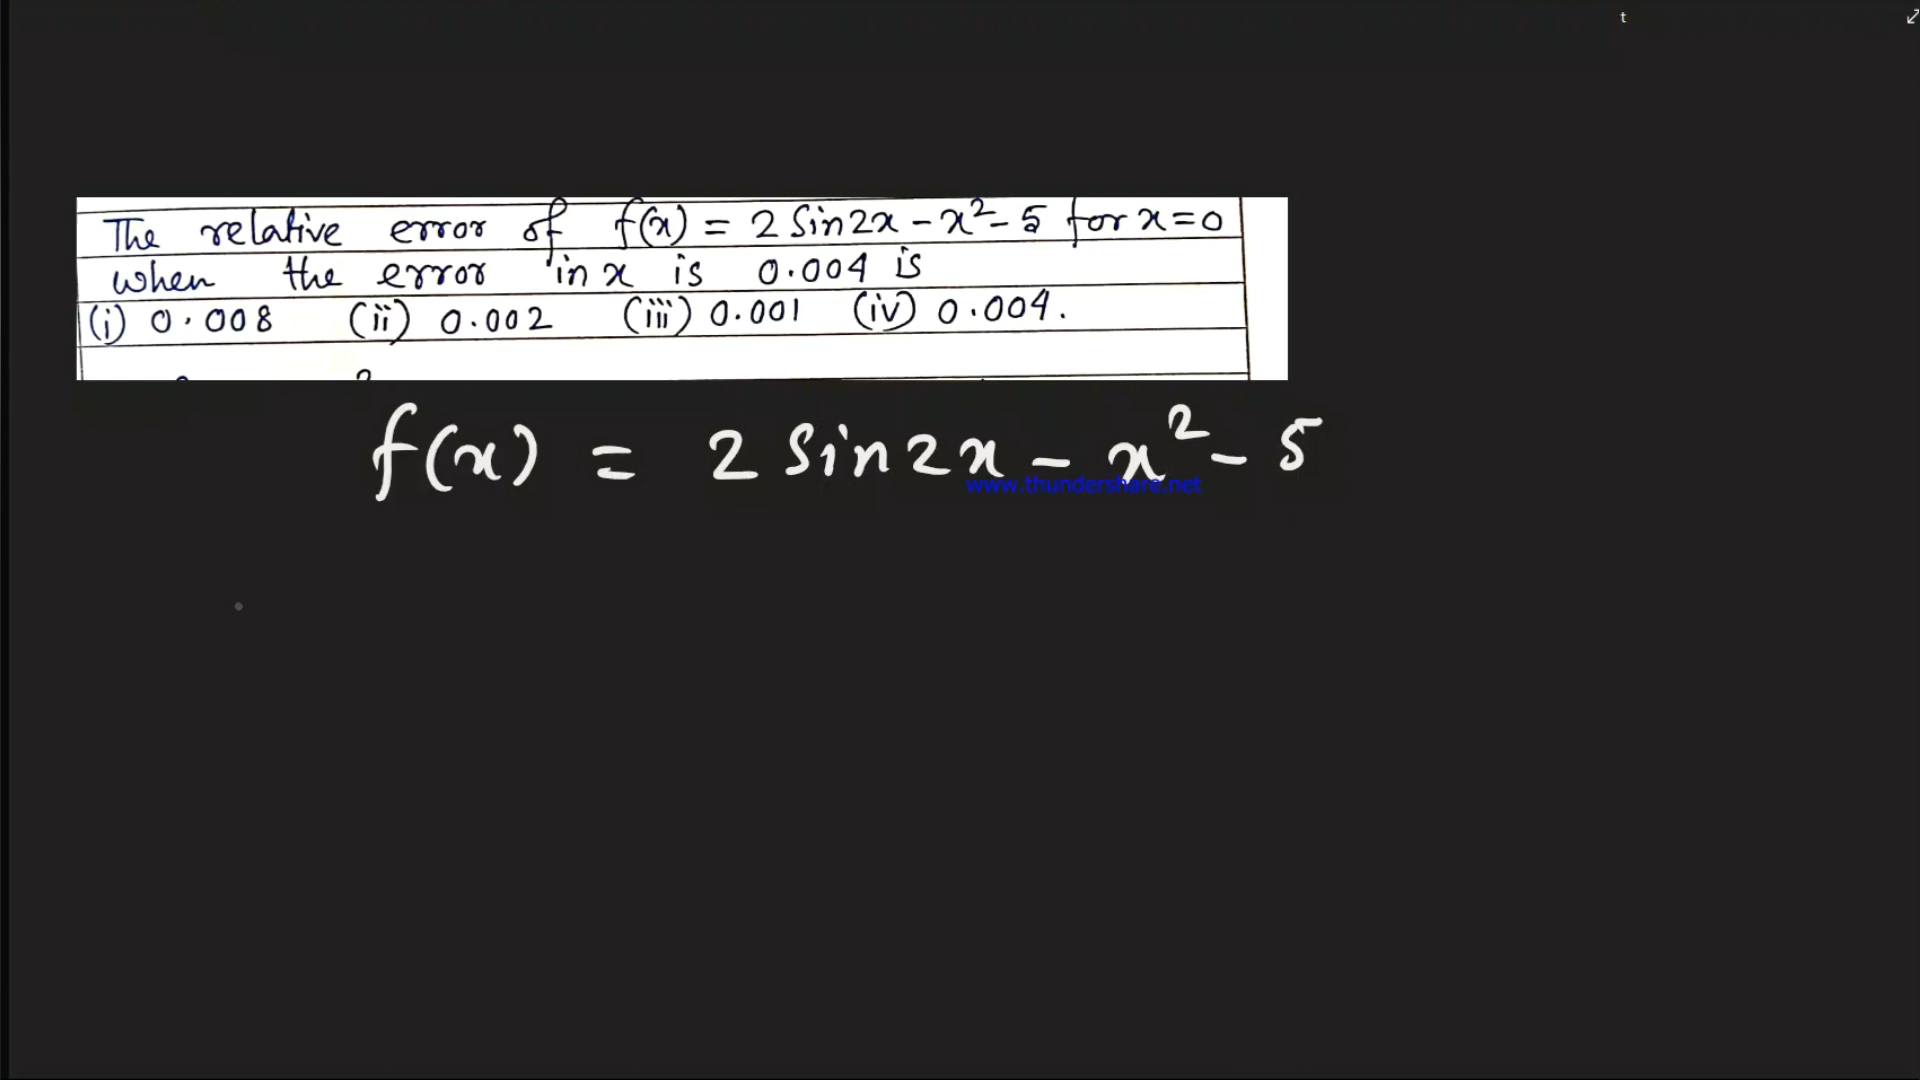 t
The relative error of f(x) = 2 Sin2x - x² - 5 for x=0
when the error in x is 0.004 is
(i) 0.008 (ii) 0.002 (iii) 0.001 (iv) 0.004.
f(x) = 2 Sin2x - x² - 5
www.thundershare.net